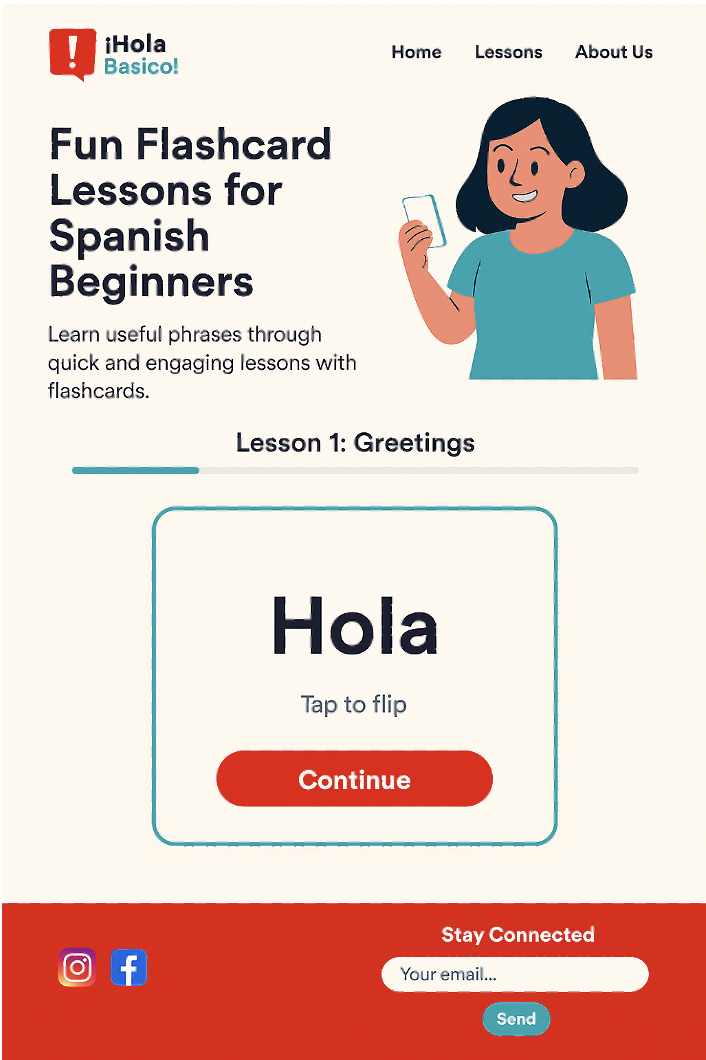 ¡Hola
Basico!
Home Lessons About Us
Fun Flashcard
Lessons for
Spanish
Beginners
Learn useful phrases through
quick and engaging lessons with
flashcards.
Lesson 1: Greetings
Hola
Tap to flip
Continue
Stay Connected
Your email...
Send